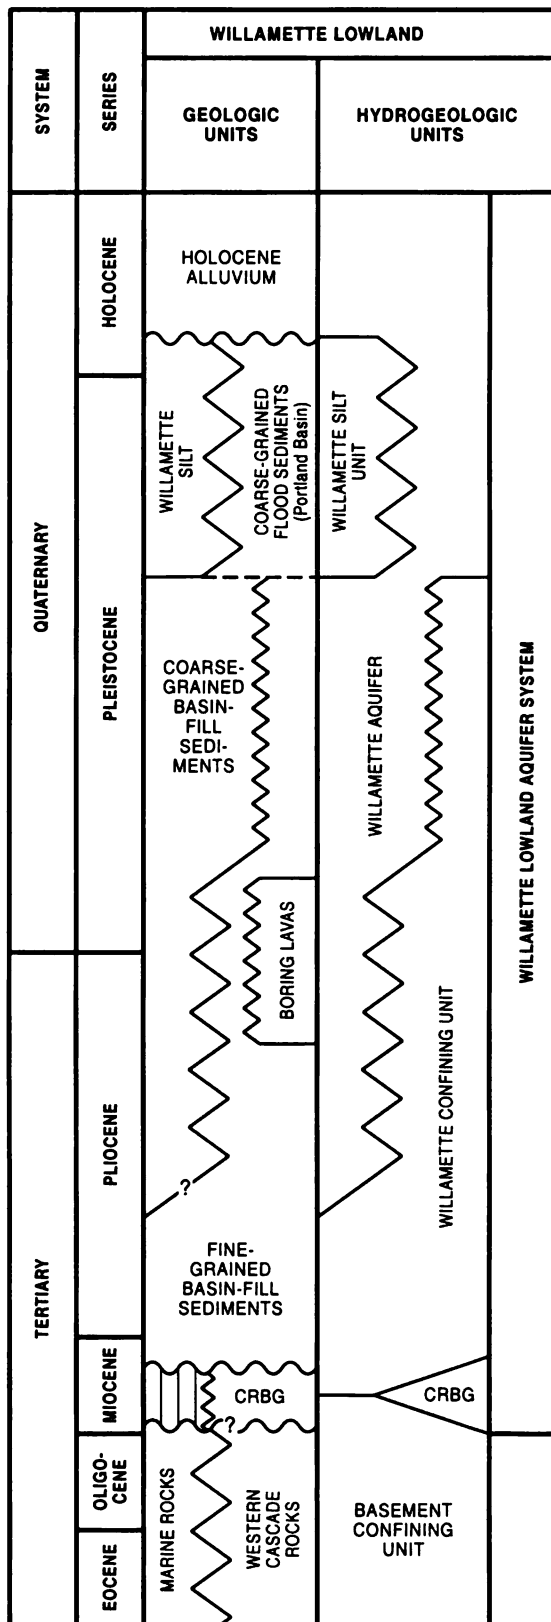 WILLAMETTE LOWLAND
SYSTEM
SERIES
GEOLOGIC
UNITS
HYDROGEOLOGIC
UNITS
QUATERNARY
TERTIARY
HOLOCENE
PLEISTOCENE
PLIOCENE
MIOCENE
OLIGO-
CENE
EOCENE
HOLOCENE
ALLUVIUM
WILLAMETTE
SILT
COARSE-GRAINED
FLOOD SEDIMENTS
(Portland Basin)
COARSE-
GRAINED
BASIN-
FILL
SEDI-
MENTS
BORING LAVAS
?
FINE-
GRAINED
BASIN-FILL
SEDIMENTS
CRBG
?
MARINE ROCKS
WESTERN
CASCADE
ROCKS
WILLAMETTE SILT
UNIT
WILLAMETTE AQUIFER
WILLAMETTE CONFINING UNIT
CRBG
BASEMENT
CONFINING
UNIT
WILLAMETTE LOWLAND AQUIFER SYSTEM